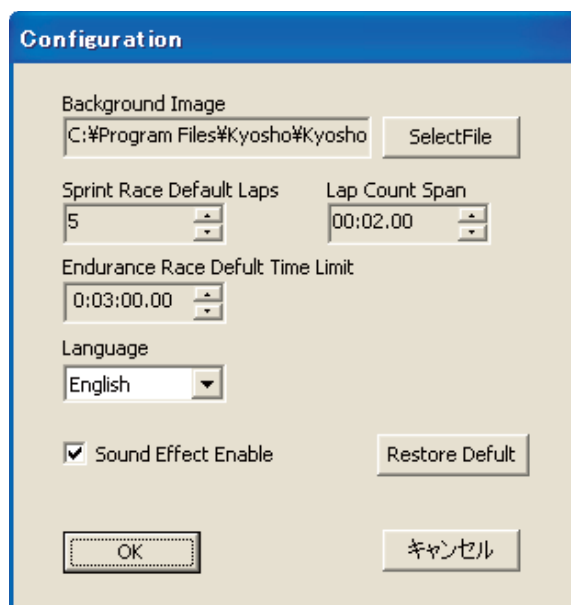 Configuration
Background Image
C:¥Program Files¥Kyosho¥Kyosho
SelectFile
Sprint Race Default Laps
Lap Count Span
5
00:02.00
Endurance Race Defult Time Limit
0:03:00.00
Language
English
Sound Effect Enable
Restore Defult
OK
キャンセル